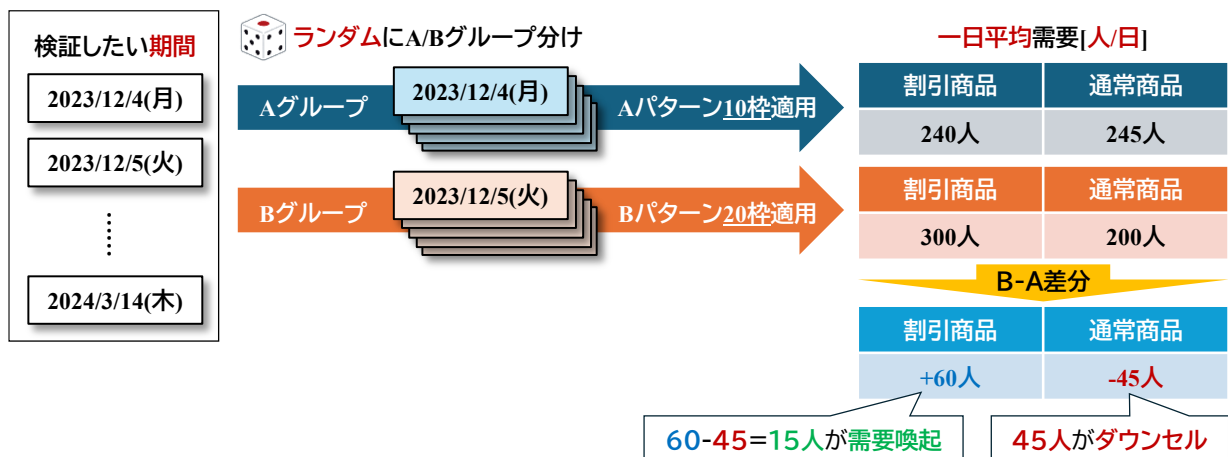 検証したい期間
2023/12/4(月)
2023/12/5(火)
2024/3/14(木)
ランダムにA/Bグループ分け
Aグループ
2023/12/4(月)
Aパターン10枠適用
Bグループ
2023/12/5(火)
Bパターン20枠適用
一日平均需要[人/日]
割引商品 通常商品
240人 245人
割引商品 通常商品
300人 200人
B-A差分
割引商品 通常商品
+60人 -45人
60-45=15人が需要喚起
45人がダウンセル